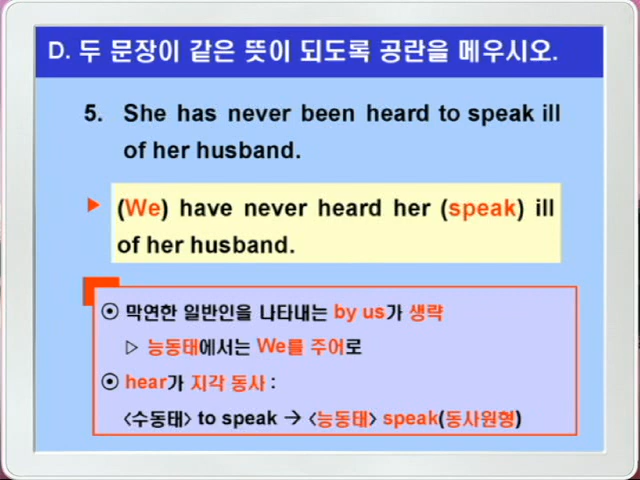 D. 두 문장이 같은 뜻이 되도록 공란을 메우시오.
5. She has never been heard to speak ill
of her husband.
▶ (We) have never heard her (speak) ill
of her husband.
⊙ 막연한 일반인을 나타내는 by us가 생략
▷ 능동태에서는 We를 주어로
⊙ hear가 지각 동사 :
<수동태> to speak → <능동태> speak(동사원형)